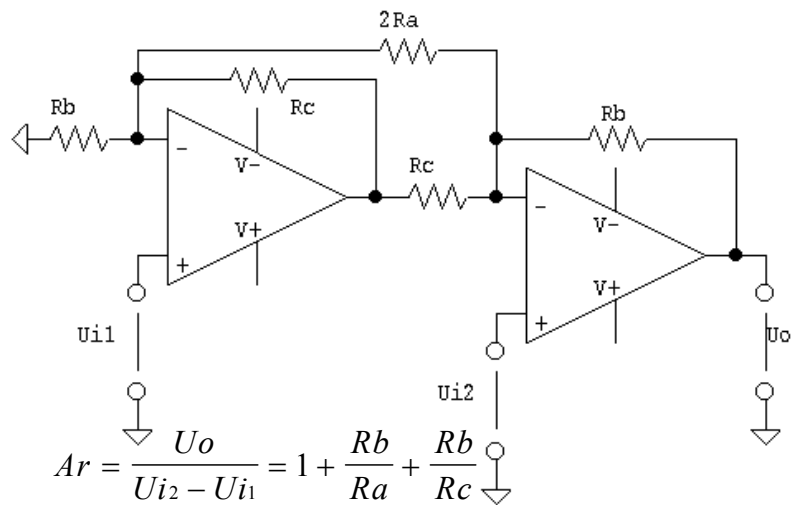 2Ra
Rb
Rc
Rb
Rc
-
V-
V+
+
-
V-
V+
+
Ui1
Ui2
Uo
Ar = Uo / (Ui2 − Ui1) = 1 + Rb / Ra + Rb / Rc